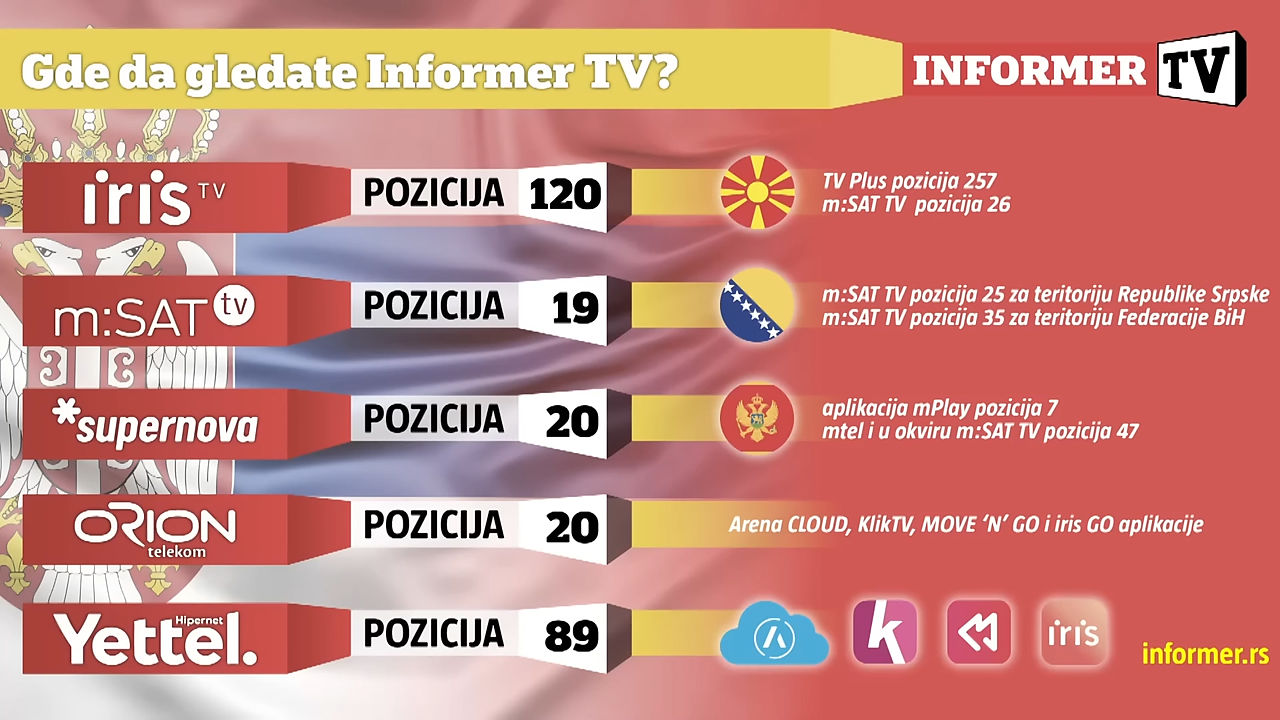 Gde da gledate Informer TV?
INFORMER TV
iris TV
POZICIJA 120
TV Plus pozicija 257
m:SAT TV pozicija 26
m:SAT tv
POZICIJA 19
m:SAT TV pozicija 25 za teritoriju Republike Srpske
m:SAT TV pozicija 35 za teritoriju Federacije BiH
*supernova
POZICIJA 20
aplikacija mPlay pozicija 7
mtel i u okviru m:SAT TV pozicija 47
ORION
telekom
POZICIJA 20
Arena CLOUD, KlikTV, MOVE ‘N’ GO i iris GO aplikacije
Hipernet
Yettel.
POZICIJA 89
k
iris
informer.rs